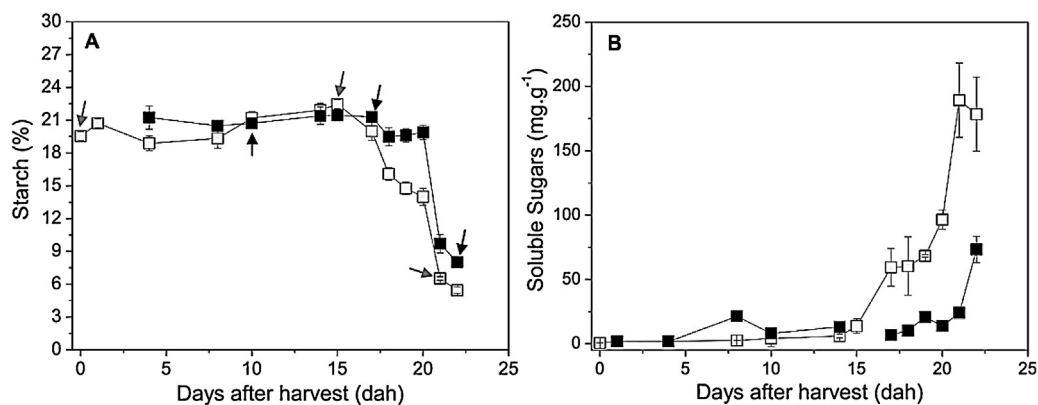 A
Starch (%)
30
27
24
21
18
15
12
9
6
3
0
0 5 10 15 20 25
Days after harvest (dah)
B
Soluble Sugars (mg.g⁻¹)
250
200
150
100
50
0
0 5 10 15 20 25
Days after harvest (dah)